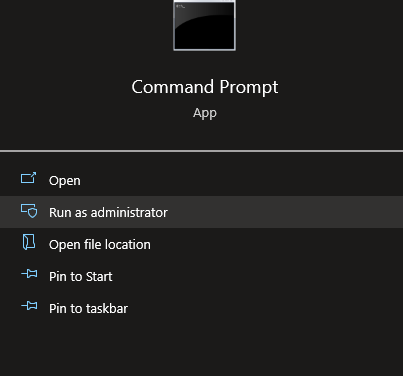 Command Prompt
App
Open
Run as administrator
Open file location
Pin to Start
Pin to taskbar